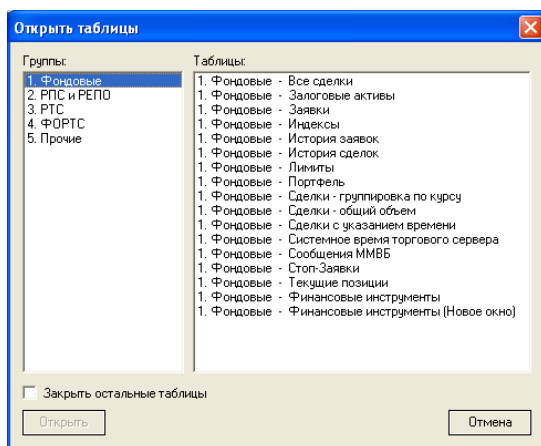 Открыть таблицы
Группы:
1. Фондовые
2. РПС и РЕПО
3. РТС
4. ФОРТС
5. Прочие
Таблицы:
1. Фондовые - Все сделки
1. Фондовые - Залоговые активы
1. Фондовые - Заявки
1. Фондовые - Индексы
1. Фондовые - История заявок
1. Фондовые - История сделок
1. Фондовые - Лимиты
1. Фондовые - Портфель
1. Фондовые - Сделки - группировка по курсу
1. Фондовые - Сделки - общий объем
1. Фондовые - Сделки с указанием времени
1. Фондовые - Системное время торгового сервера
1. Фондовые - Сообщения ММВБ
1. Фондовые - Стоп-Заявки
1. Фондовые - Текущие позиции
1. Фондовые - Финансовые инструменты
1. Фондовые - Финансовые инструменты (Новое окно)
Закрыть остальные таблицы
Открыть
Отмена